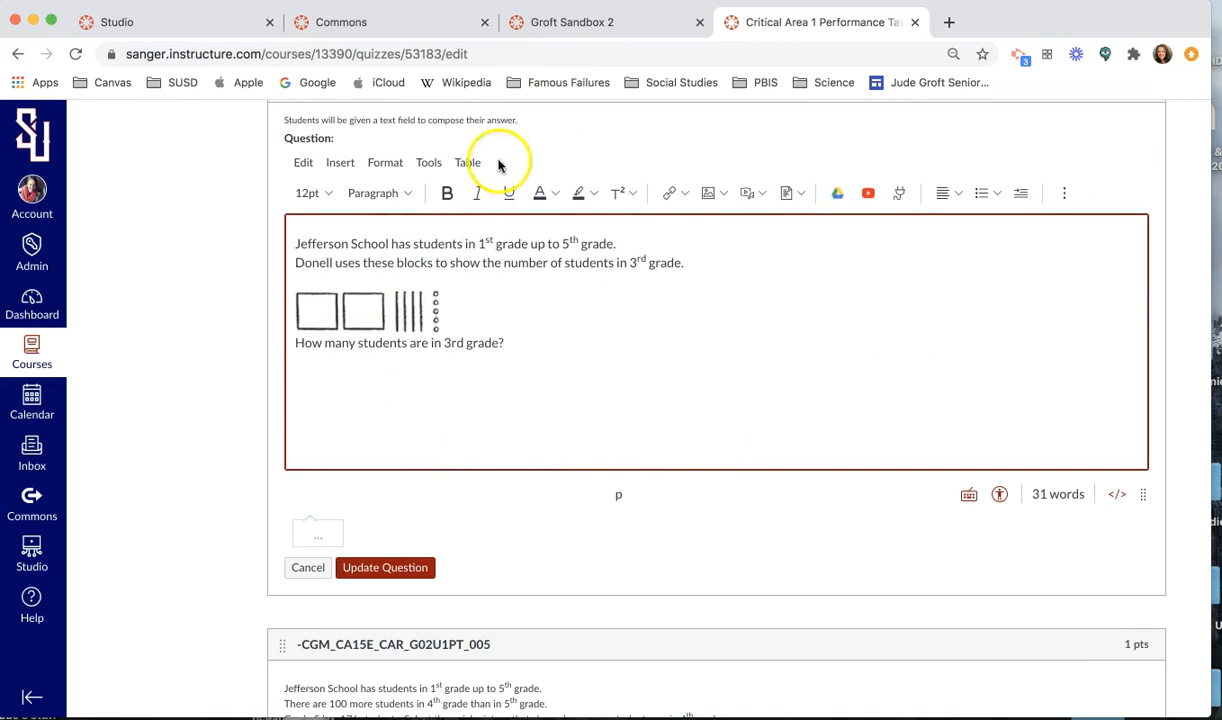 Studio
Commons
Groft Sandbox 2
Critical Area 1 Performance Tas
sanger.instructure.com/courses/13390/quizzes/53183/edit
3
Apps
Canvas
SUSD
Apple
Google
iCloud
Wikipedia
Famous Failures
Social Studies
PBIS
Science
Jude Groft Senior...
Account
Admin
Dashboard
Courses
Calendar
Inbox
Commons
Studio
Help
Students will be given a text field to compose their answer.
Question:
Edit Insert Format Tools Table
12pt Paragraph B I U A T²
Jefferson School has students in 1st grade up to 5th grade.
Donell uses these blocks to show the number of students in 3rd grade.
How many students are in 3rd grade?
p
31 words
</>
...
Cancel
Update Question
-CGM_CA15E_CAR_G02U1PT_005
1 pts
Jefferson School has students in 1st grade up to 5th grade.
There are 100 more students in 4th grade than in 5th grade.